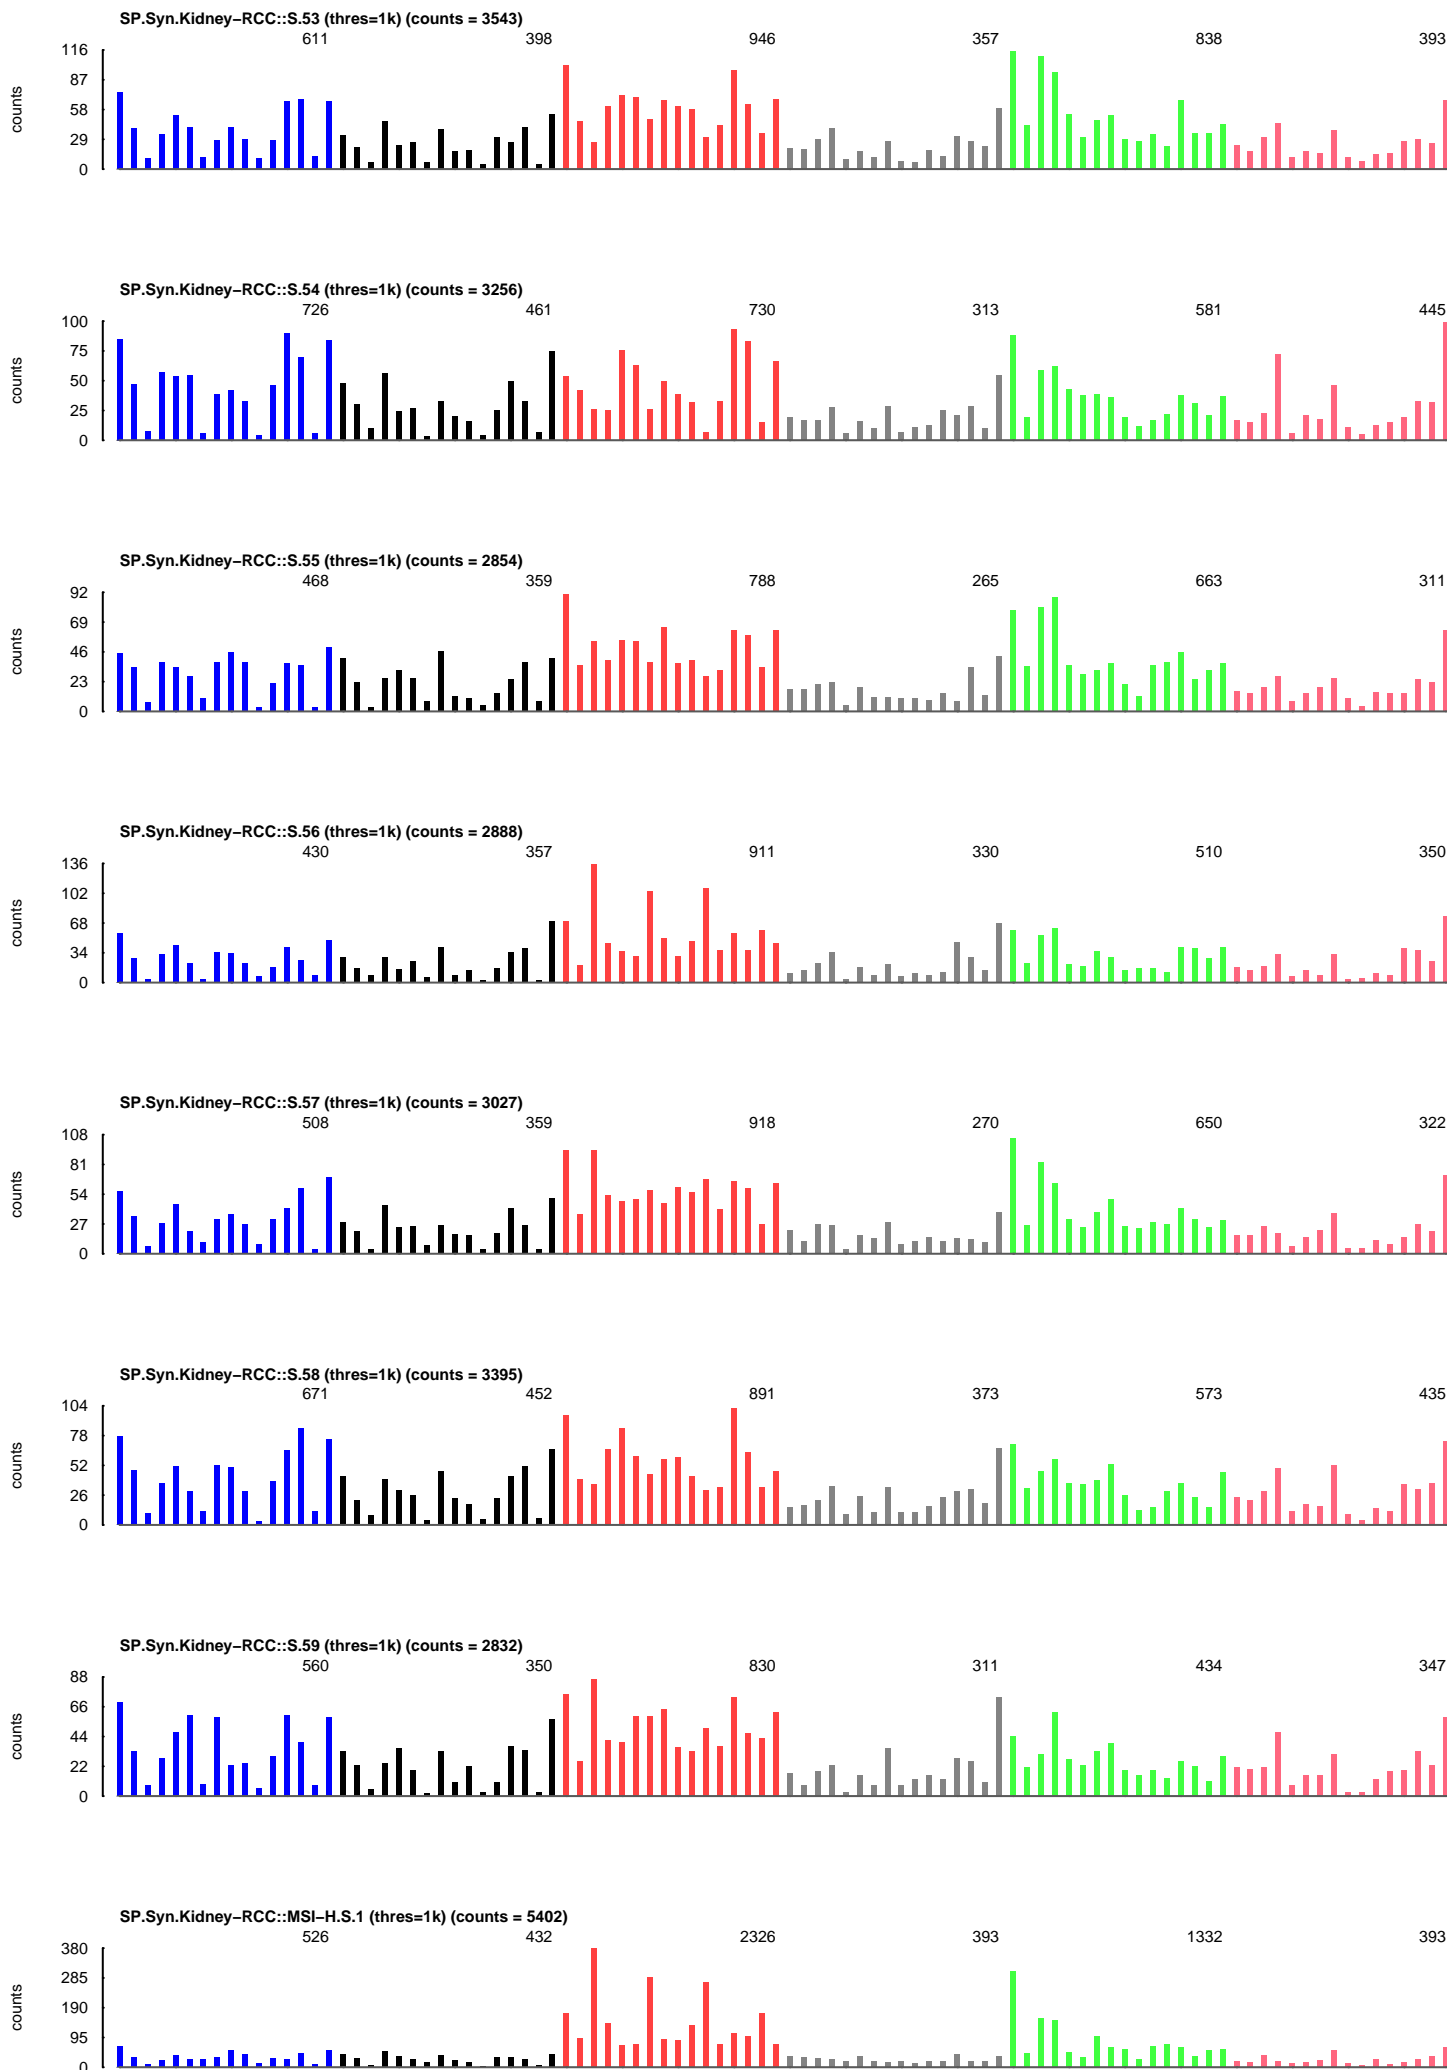 SP.Syn.Kidney−RCC::S.53 (thres=1k) (counts = 3543)
611 398 946 357 838 393
116
87
58
29
0
counts
SP.Syn.Kidney−RCC::S.54 (thres=1k) (counts = 3256)
726 461 730 313 581 445
100
75
50
25
0
counts
SP.Syn.Kidney−RCC::S.55 (thres=1k) (counts = 2854)
468 359 788 265 663 311
92
69
46
23
0
counts
SP.Syn.Kidney−RCC::S.56 (thres=1k) (counts = 2888)
430 357 911 330 510 350
136
102
68
34
0
counts
SP.Syn.Kidney−RCC::S.57 (thres=1k) (counts = 3027)
508 359 918 270 650 322
108
81
54
27
0
counts
SP.Syn.Kidney−RCC::S.58 (thres=1k) (counts = 3395)
671 452 891 373 573 435
104
78
52
26
0
counts
SP.Syn.Kidney−RCC::S.59 (thres=1k) (counts = 2832)
560 350 830 311 434 347
88
66
44
22
0
counts
SP.Syn.Kidney−RCC::MSI−H.S.1 (thres=1k) (counts = 5402)
526 432 2326 393 1332 393
380
285
190
95
0
counts